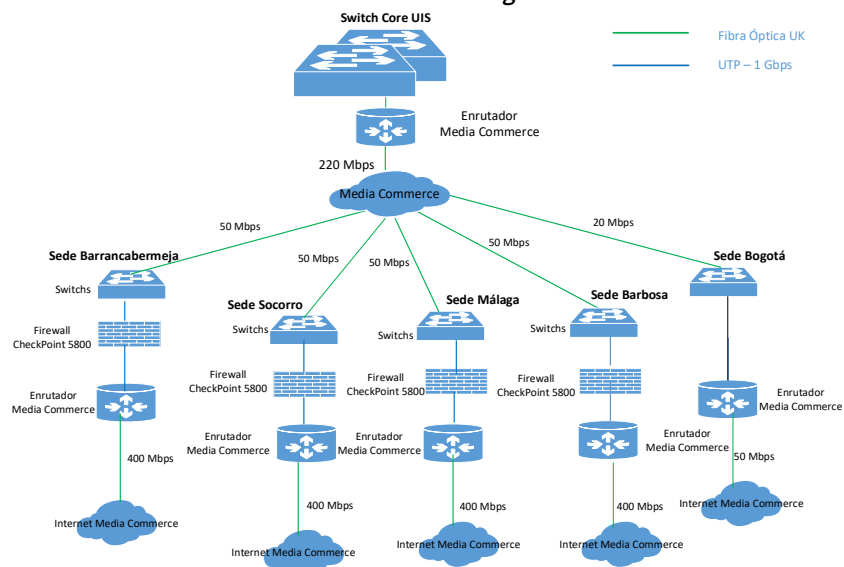 Switch Core UIS
Fibra Óptica UK
UTP – 1 Gbps
Enrutador
Media Commerce
220 Mbps
Media Commerce
50 Mbps
50 Mbps
50 Mbps
50 Mbps
20 Mbps
Sede Barrancabermeja
Switchs
Firewall
CheckPoint 5800
Enrutador
Media Commerce
400 Mbps
Internet Media Commerce
Sede Socorro
Switchs
Firewall
CheckPoint 5800
Enrutador
Media Commerce
400 Mbps
Internet Media Commerce
Sede Málaga
Switchs
Firewall
CheckPoint 5800
Enrutador
Media Commerce
400 Mbps
Internet Media Commerce
Sede Barbosa
Switchs
Firewall
CheckPoint 5800
Enrutador
Media Commerce
400 Mbps
Internet Media Commerce
Sede Bogotá
Enrutador
Media Commerce
50 Mbps
Internet Media Commerce